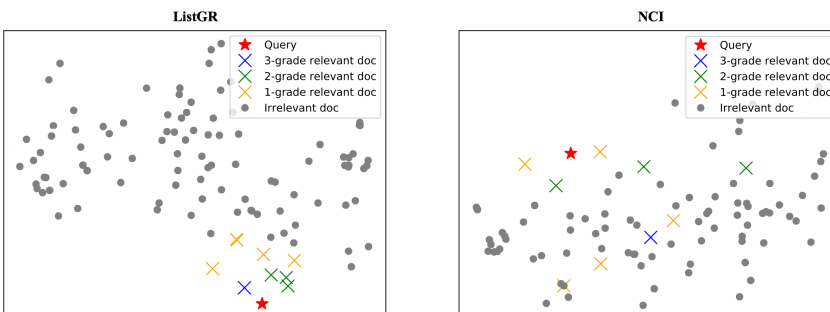 ListGR
Query
3-grade relevant doc
2-grade relevant doc
1-grade relevant doc
Irrelevant doc
NCI
Query
3-grade relevant doc
2-grade relevant doc
1-grade relevant doc
Irrelevant doc